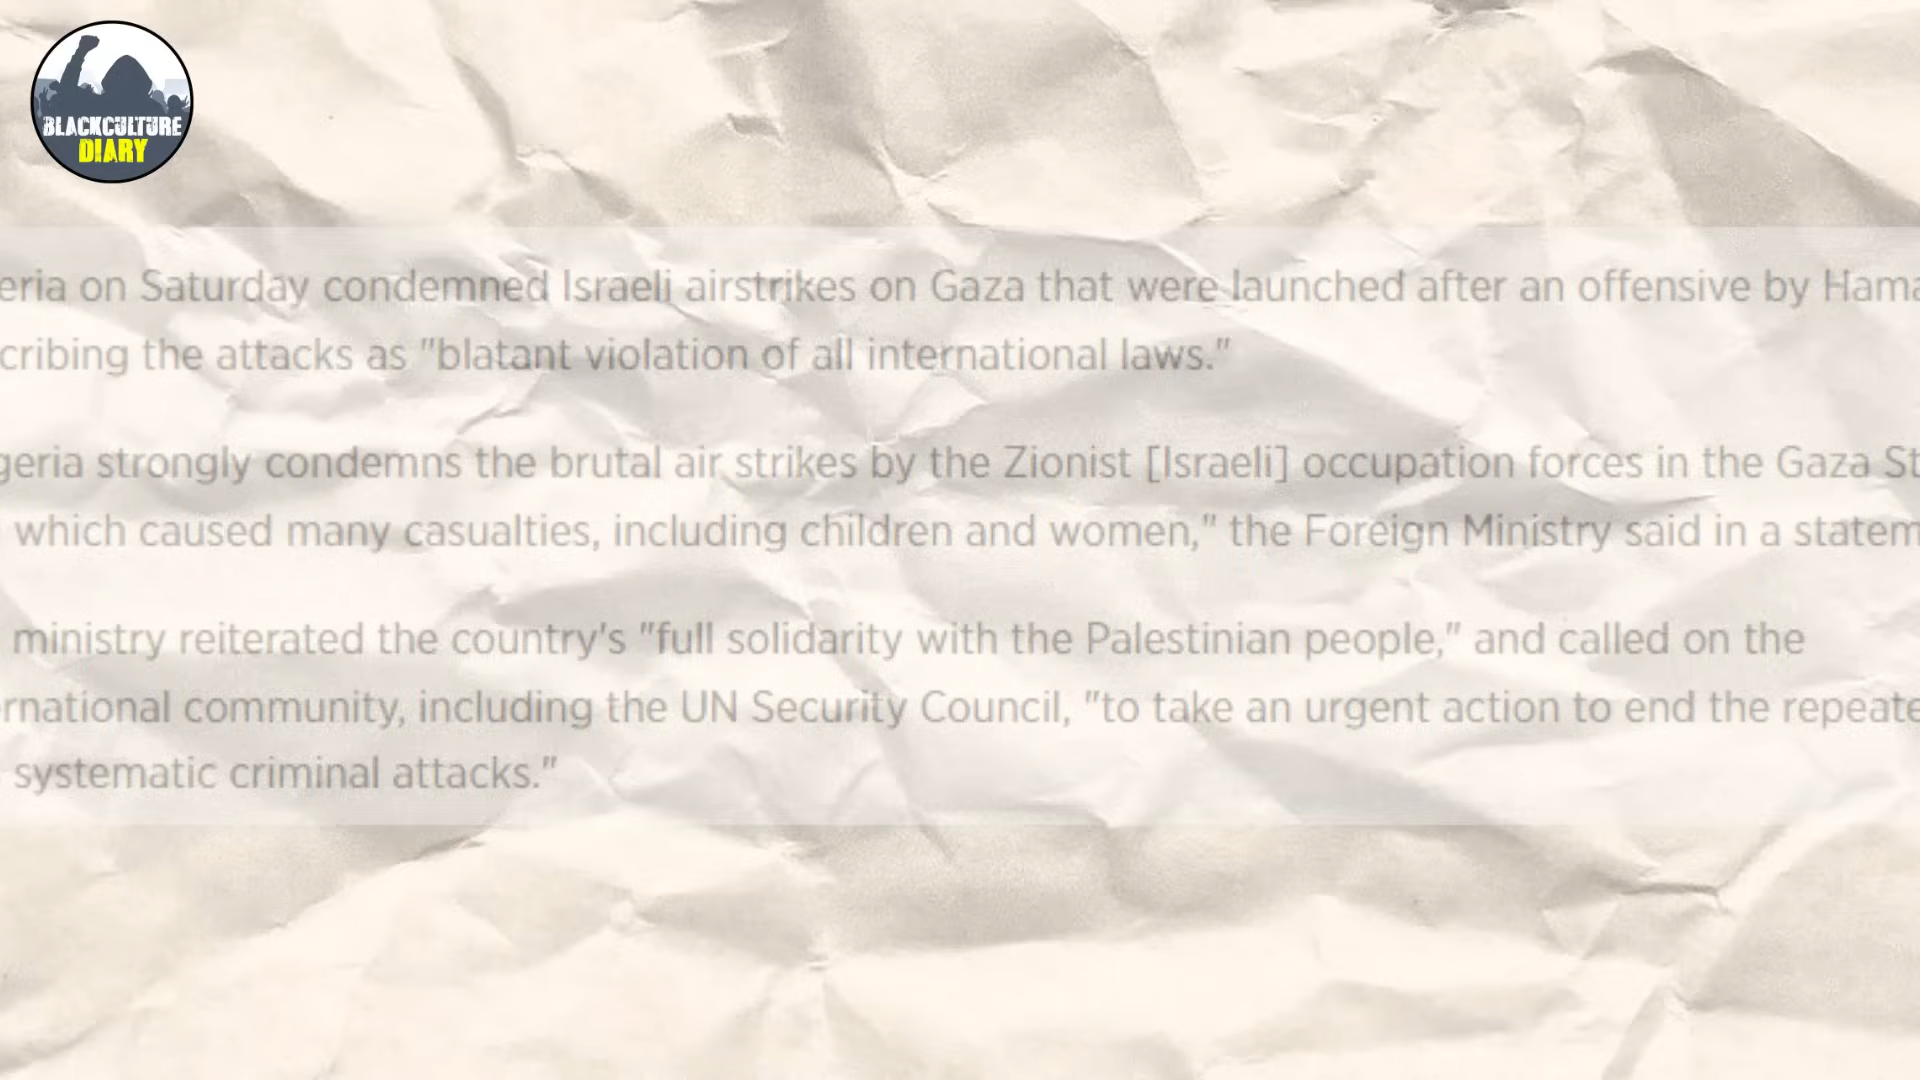 BLACKCULTURE
DIARY
eria on Saturday condemned Israeli airstrikes on Gaza that were launched after an offensive by Hama
cribing the attacks as "blatant violation of all international laws."
geria strongly condemns the brutal air strikes by the Zionist [Israeli] occupation forces in the Gaza St
which caused many casualties, including children and women," the Foreign Ministry said in a statem
ministry reiterated the country's "full solidarity with the Palestinian people," and called on the
rnational community, including the UN Security Council, "to take an urgent action to end the repeate
systematic criminal attacks."